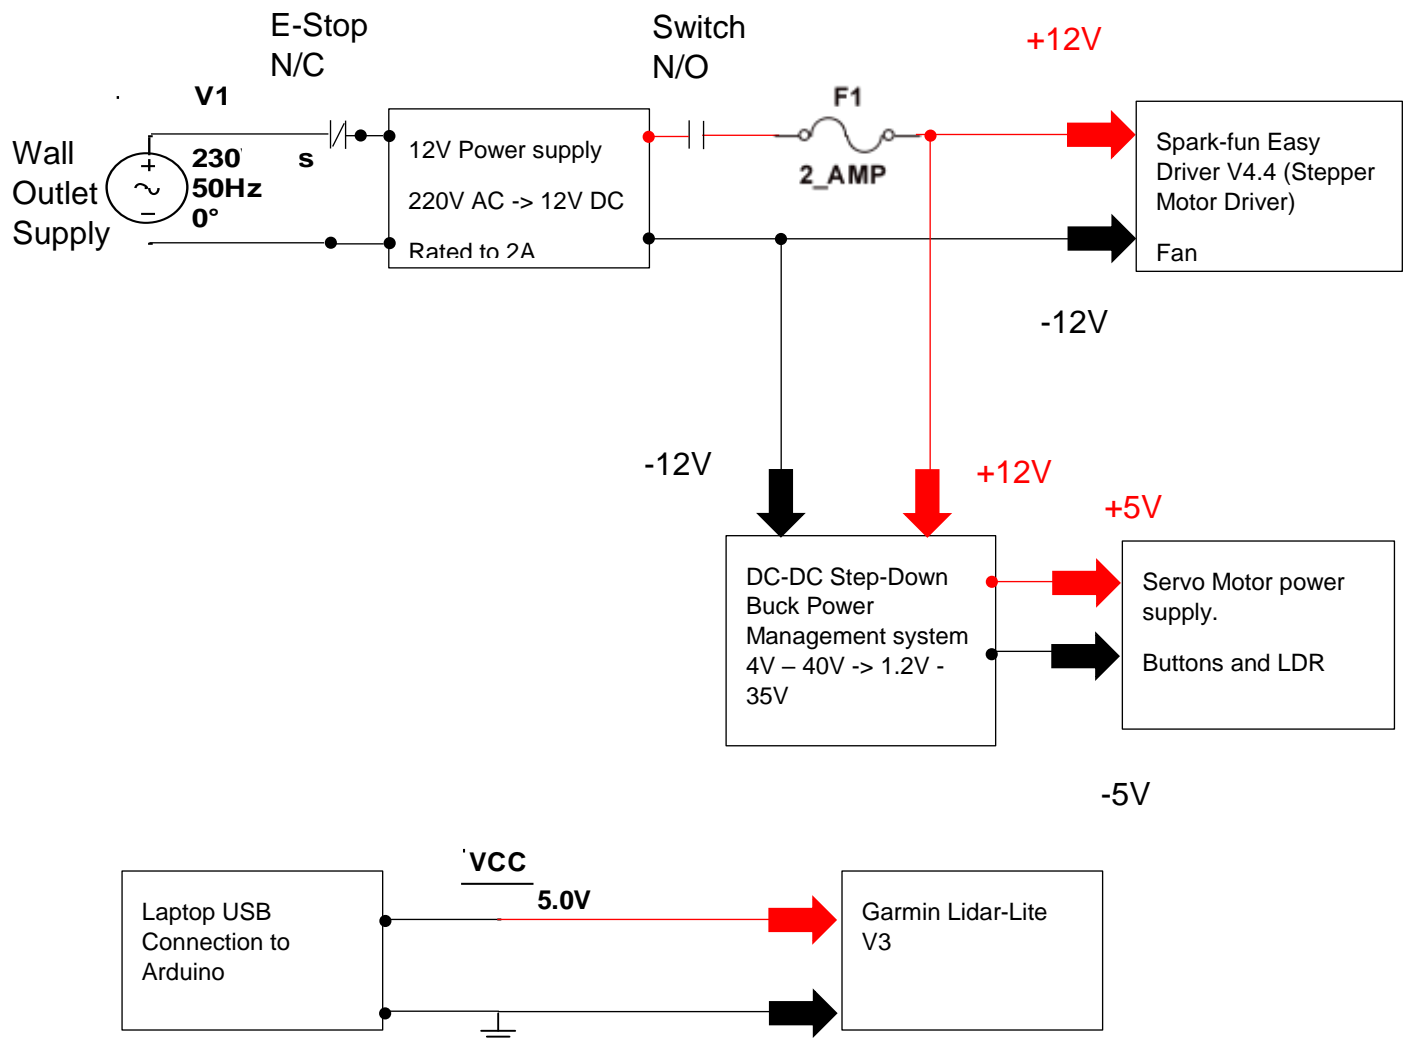 E-Stop
N/C
Switch
N/O
+12V
V1
F1
Wall
Outlet
Supply
230
50Hz
0°
s
12V Power supply
220V AC -> 12V DC
Rated to 2A
2_AMP
Spark-fun Easy
Driver V4.4 (Stepper
Motor Driver)
Fan
-12V
-12V
+12V
+5V
DC-DC Step-Down
Buck Power
Management system
4V – 40V -> 1.2V -
35V
Servo Motor power
supply.
Buttons and LDR
-5V
VCC
5.0V
Laptop USB
Connection to
Arduino
Garmin Lidar-Lite
V3